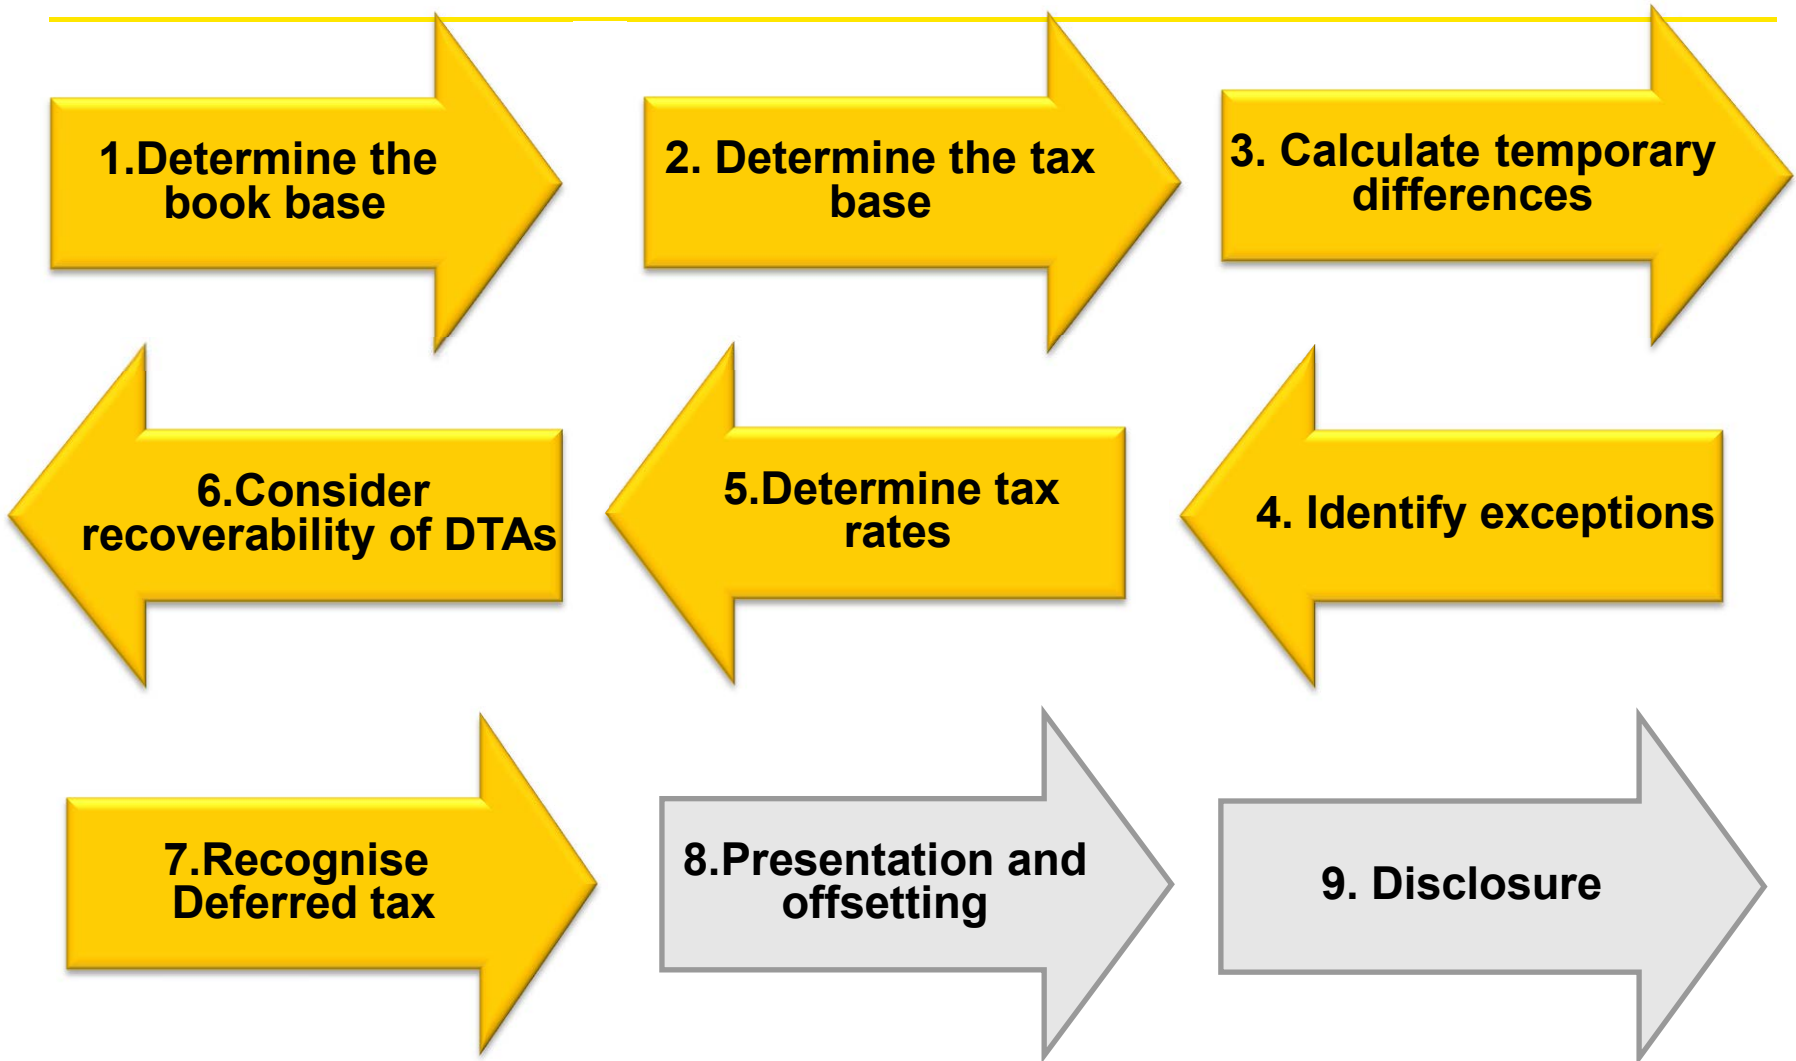 1.Determine the
book base
2. Determine the tax
base
3. Calculate temporary
differences
4. Identify exceptions
5.Determine tax
rates
6.Consider
recoverability of DTAs
7.Recognise
Deferred tax
8.Presentation and
offsetting
9. Disclosure